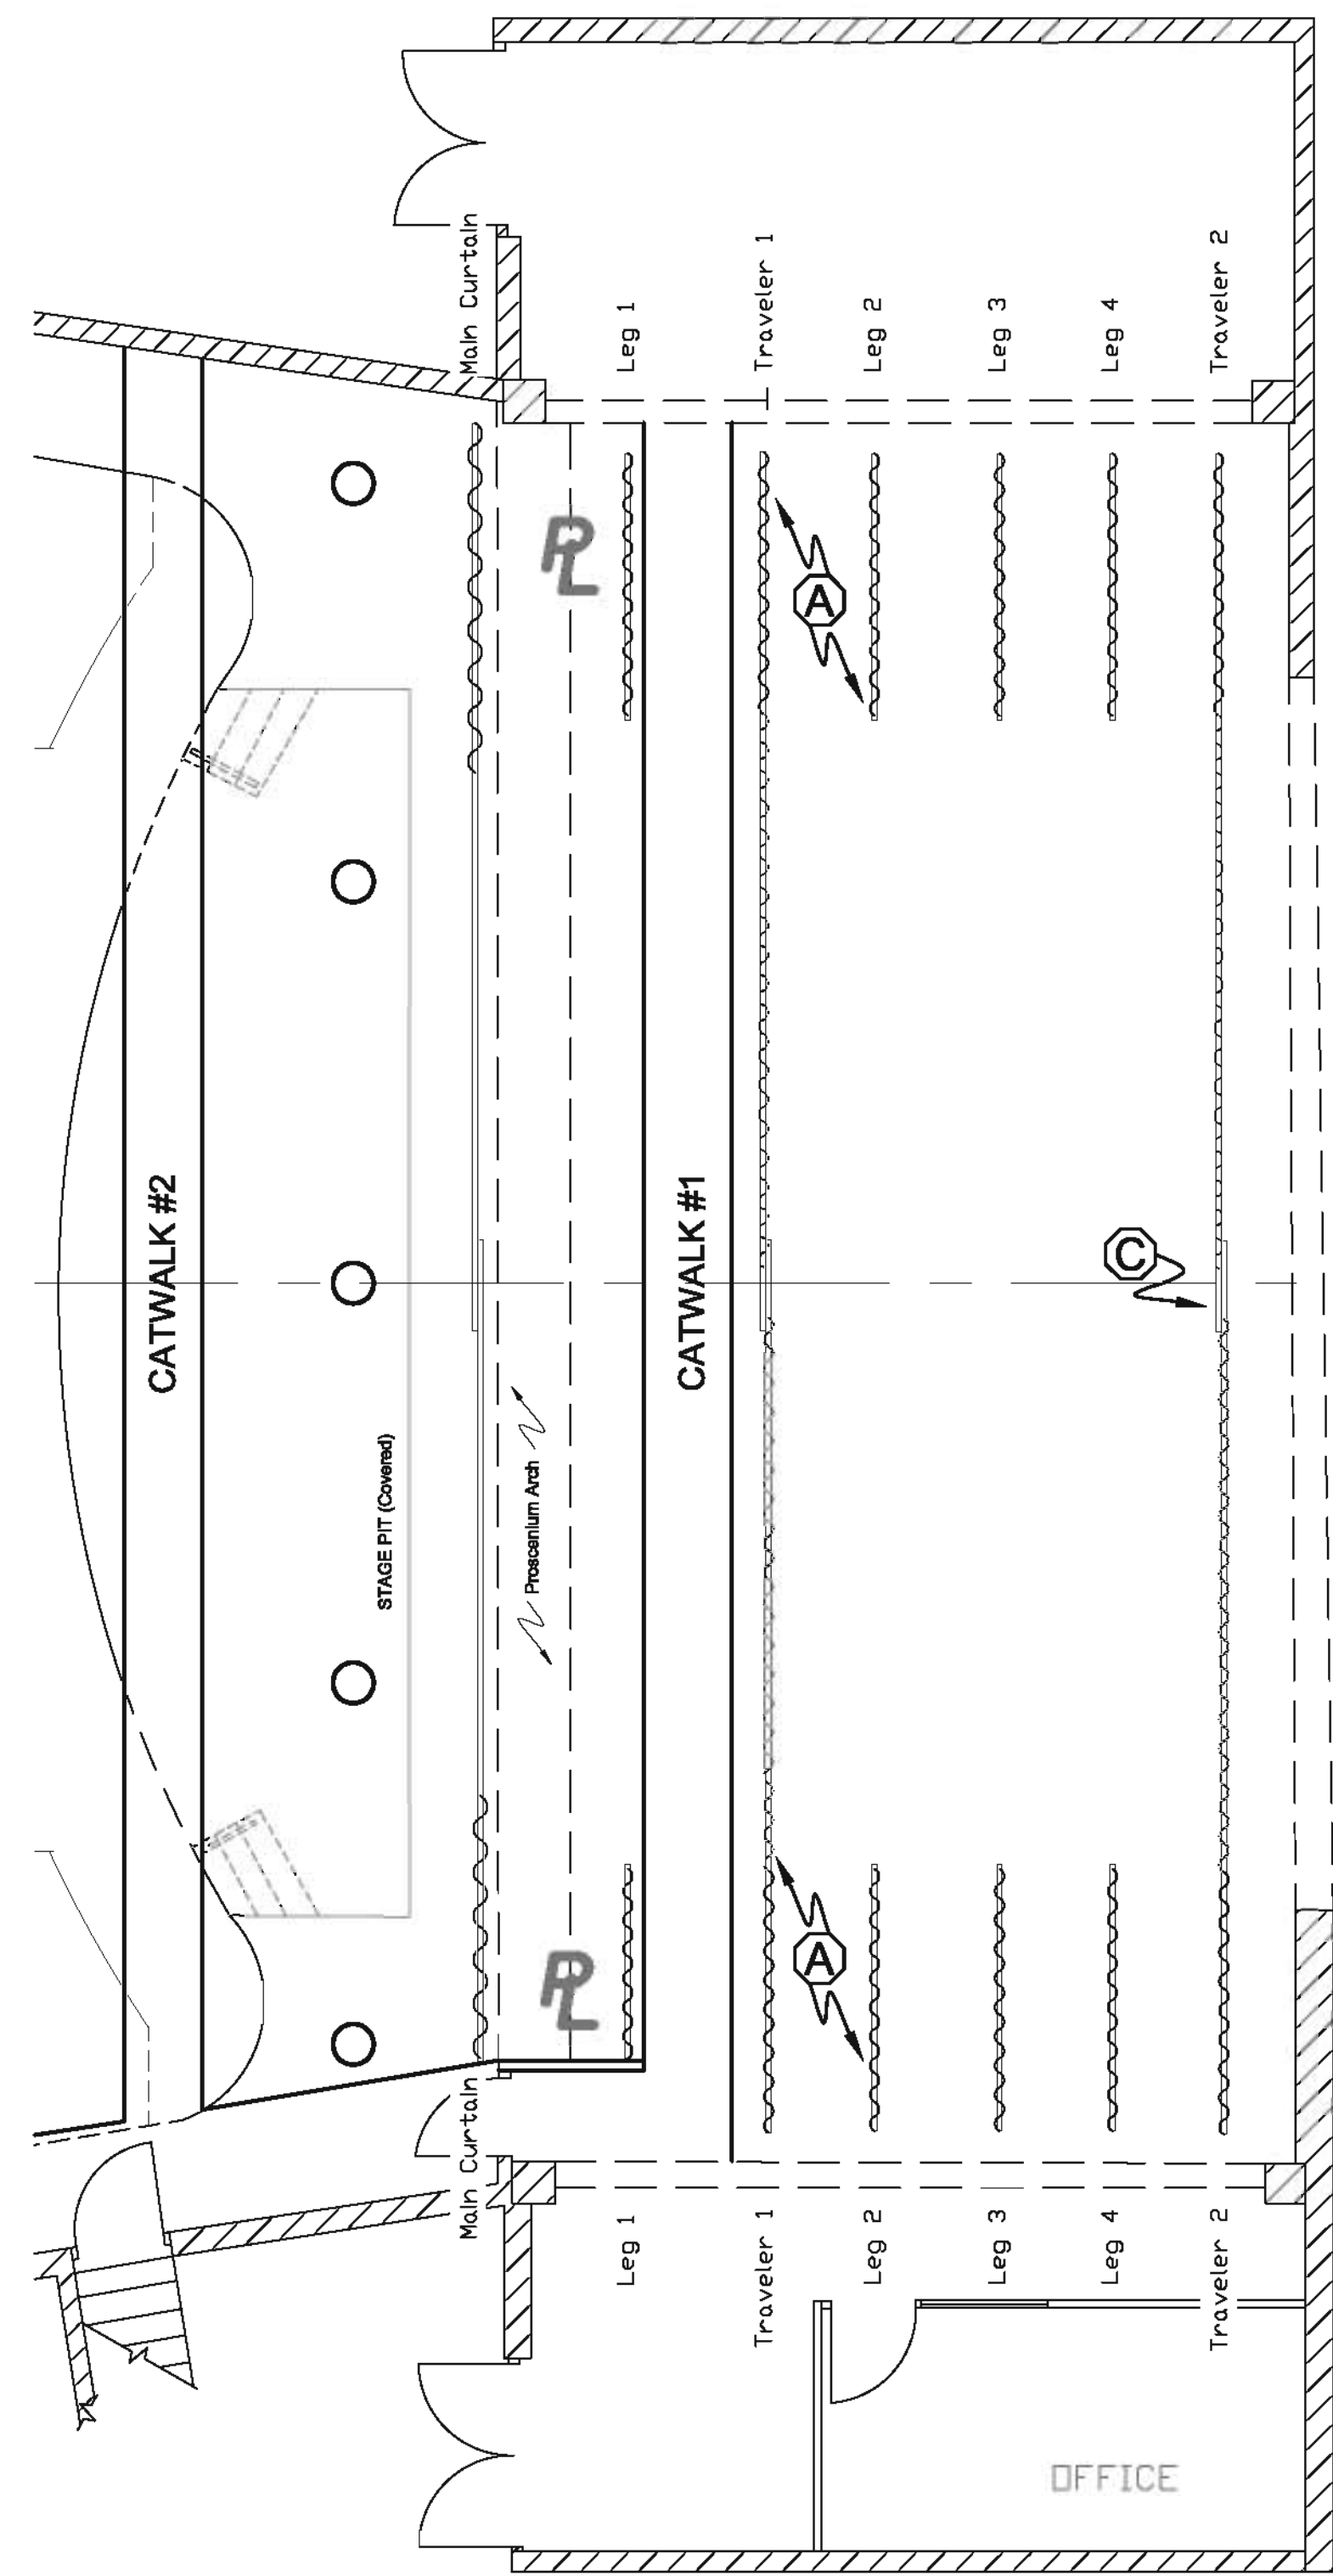 CATWALK #2
STAGE PIT (Covered)
Main Curtain
Main Curtain
Proscenium Arch
PL
PL
Leg 1
Leg 1
CATWALK #1
Traveler 1
Traveler 1
A
A
Leg 2
Leg 2
Leg 3
Leg 3
Leg 4
Leg 4
OFFICE
C
Traveler 2
Traveler 2